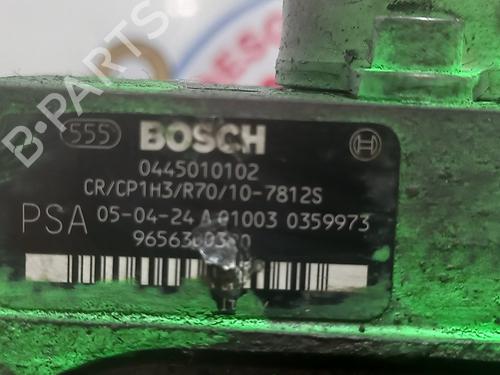 B-PARTS
555 BOSCH
0445010102
CR/CP1H3/R70/10-7812S
PSA 05-04-24 A 01003 0359973